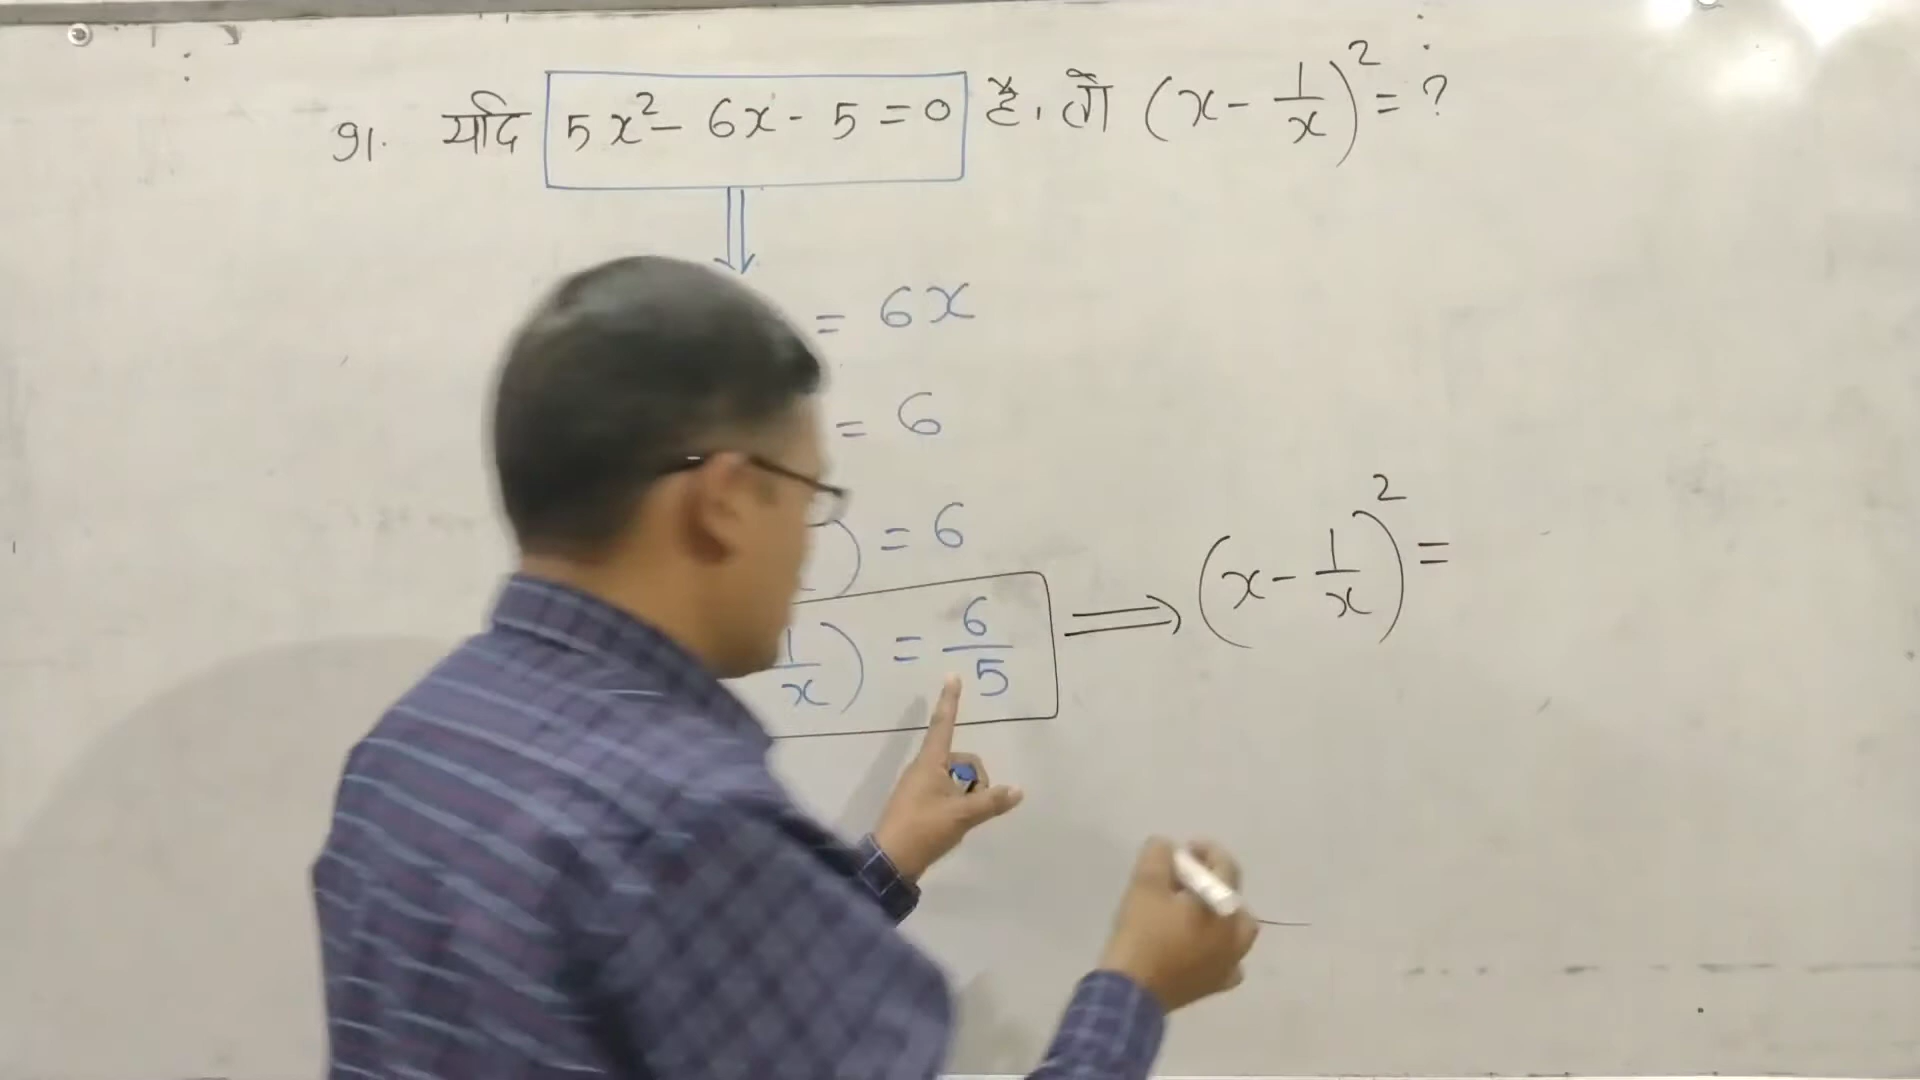 91. यदि 5x² - 6x - 5 = 0 है, तो (x - 1/x)² = ?
= 6x
= 6
) = 6
1/x) = 6/5 ⟹ (x - 1/x)² =